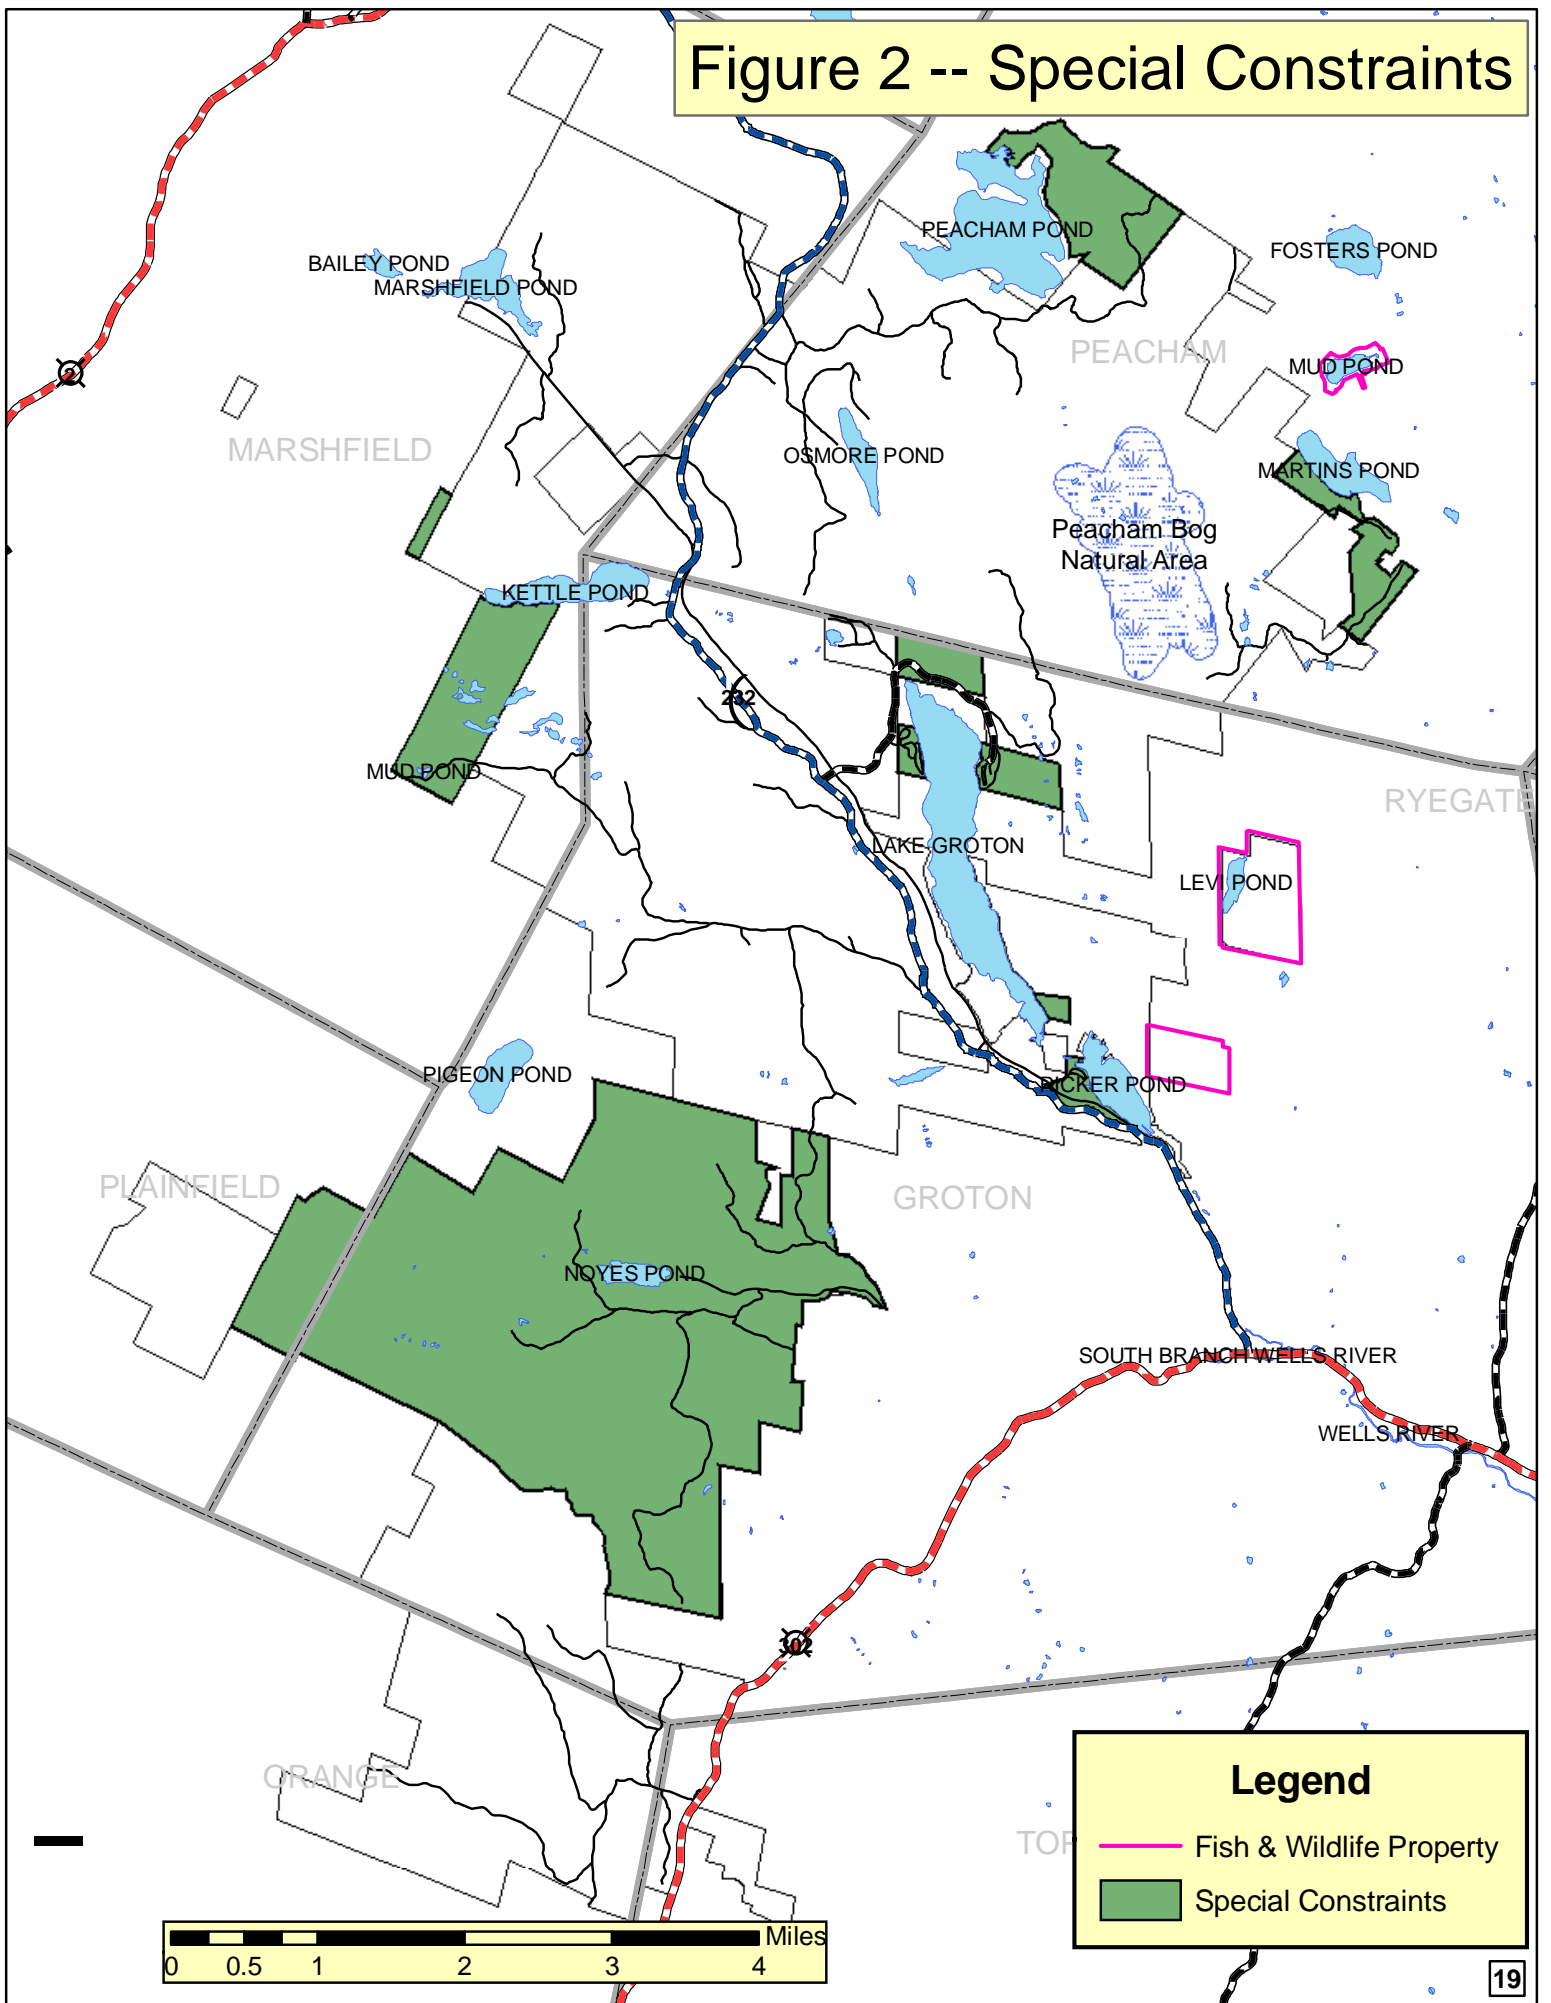 Figure 2 -- Special Constraints
PEACHAM POND
FOSTERS POND
BAILEY POND
MARSHFIELD POND
PEACHAM
MUD POND
2
MARSHFIELD
OSMORE POND
MARTINS POND
Peacham Bog
Natural Area
KETTLE POND
232
MUD POND
RYEGATE
LAKE GROTON
LEVI POND
PIGEON POND
RICKER POND
PLAINFIELD
GROTON
NOYES POND
SOUTH BRANCH WELLS RIVER
WELLS RIVER
302
ORANGE
Legend
TOP
Fish & Wildlife Property
Special Constraints
Miles
0 0.5 1 2 3 4
19